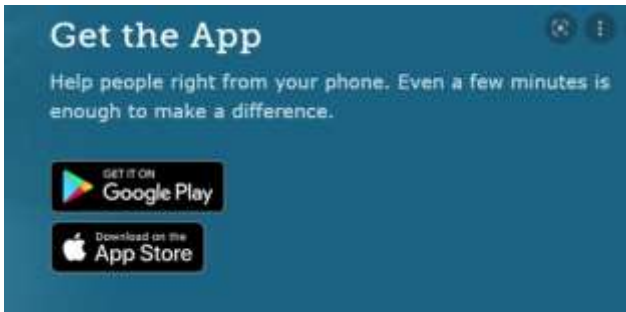 Get the App
Help people right from your phone. Even a few minutes is
enough to make a difference.
GET IT ON
Google Play
Download on the
App Store